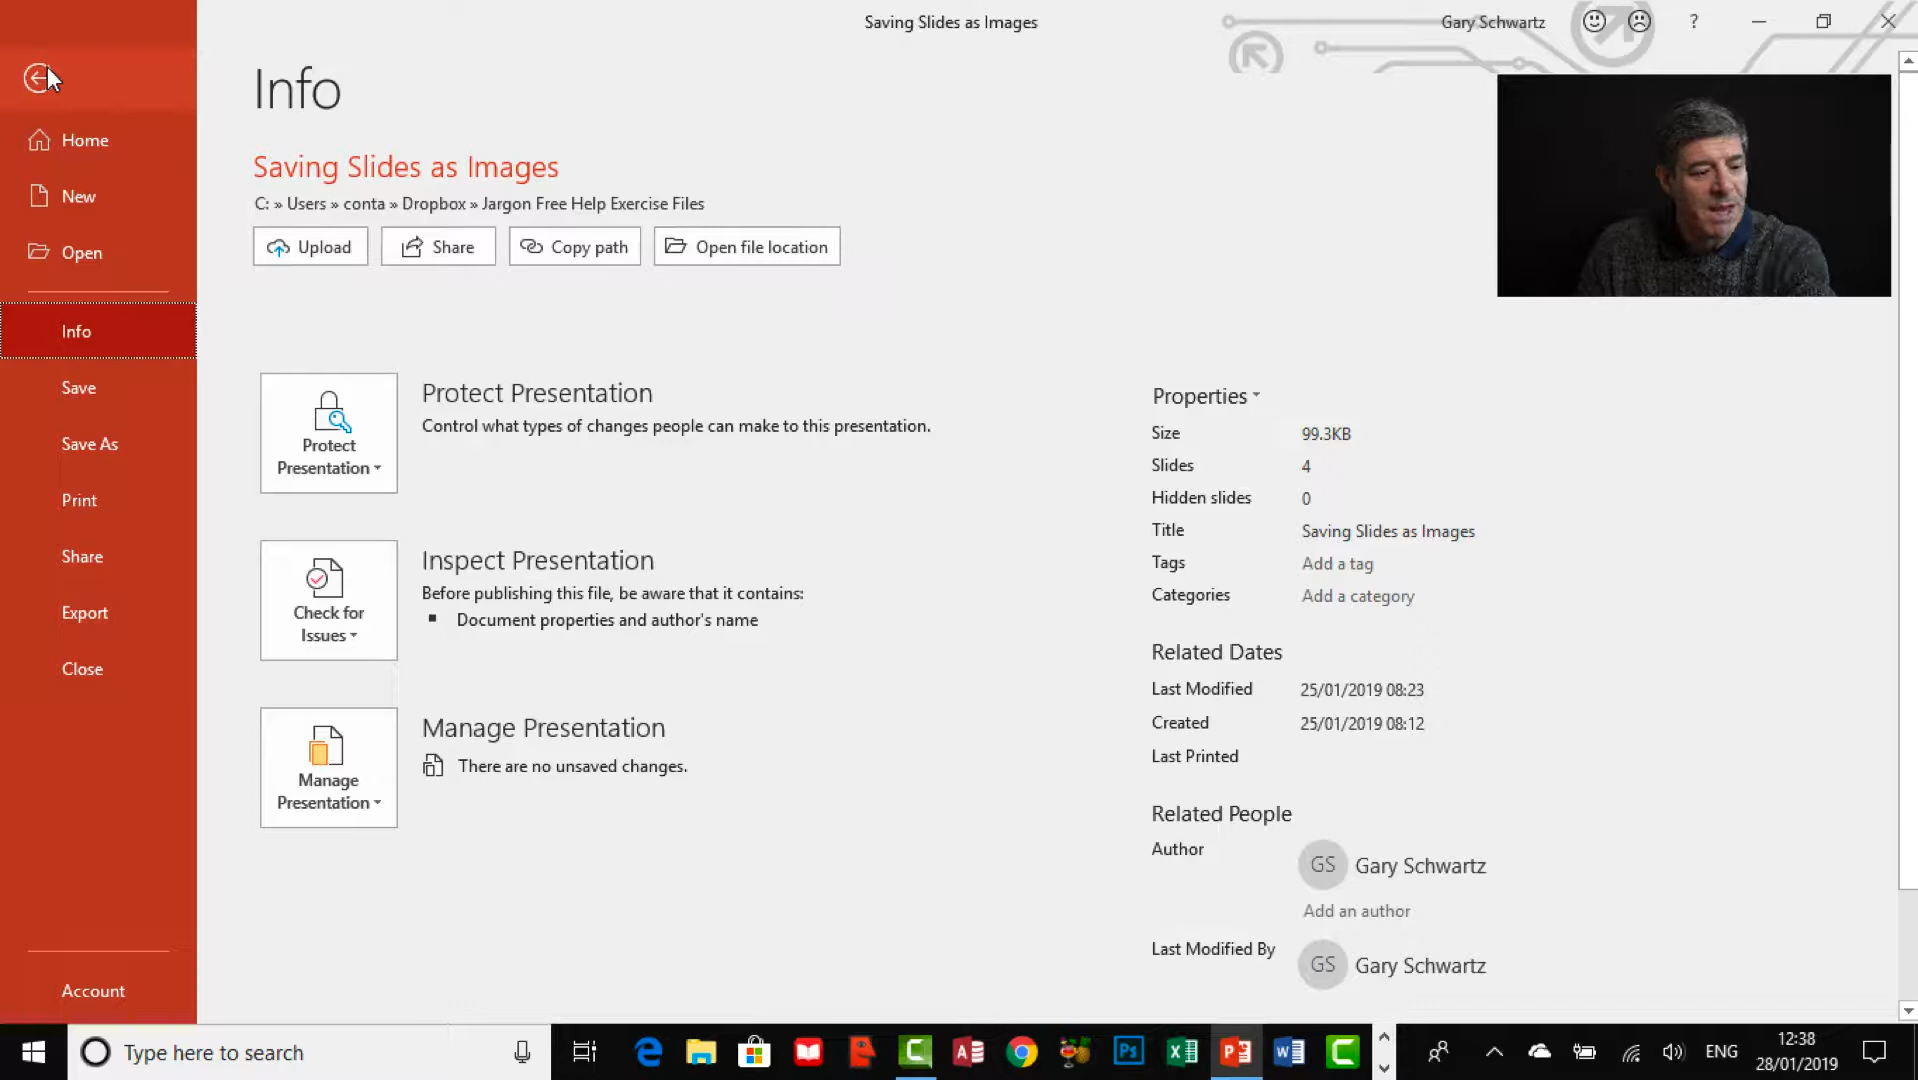 Saving Slides as Images
Gary Schwartz
?
Info
Home
New
Open
Info
Save
Save As
Print
Share
Export
Close
Account
Saving Slides as Images
C: » Users » conta » Dropbox » Jargon Free Help Exercise Files
Upload
Share
Copy path
Open file location
Protect Presentation
Protect Presentation
Control what types of changes people can make to this presentation.
Check for Issues
Inspect Presentation
Before publishing this file, be aware that it contains:
Document properties and author's name
Manage Presentation
Manage Presentation
There are no unsaved changes.
Properties
Size 99.3KB
Slides 4
Hidden slides 0
Title Saving Slides as Images
Tags Add a tag
Categories Add a category
Related Dates
Last Modified 25/01/2019 08:23
Created 25/01/2019 08:12
Last Printed
Related People
Author
GS Gary Schwartz
Add an author
Last Modified By
GS Gary Schwartz
Type here to search
ENG
12:38
28/01/2019